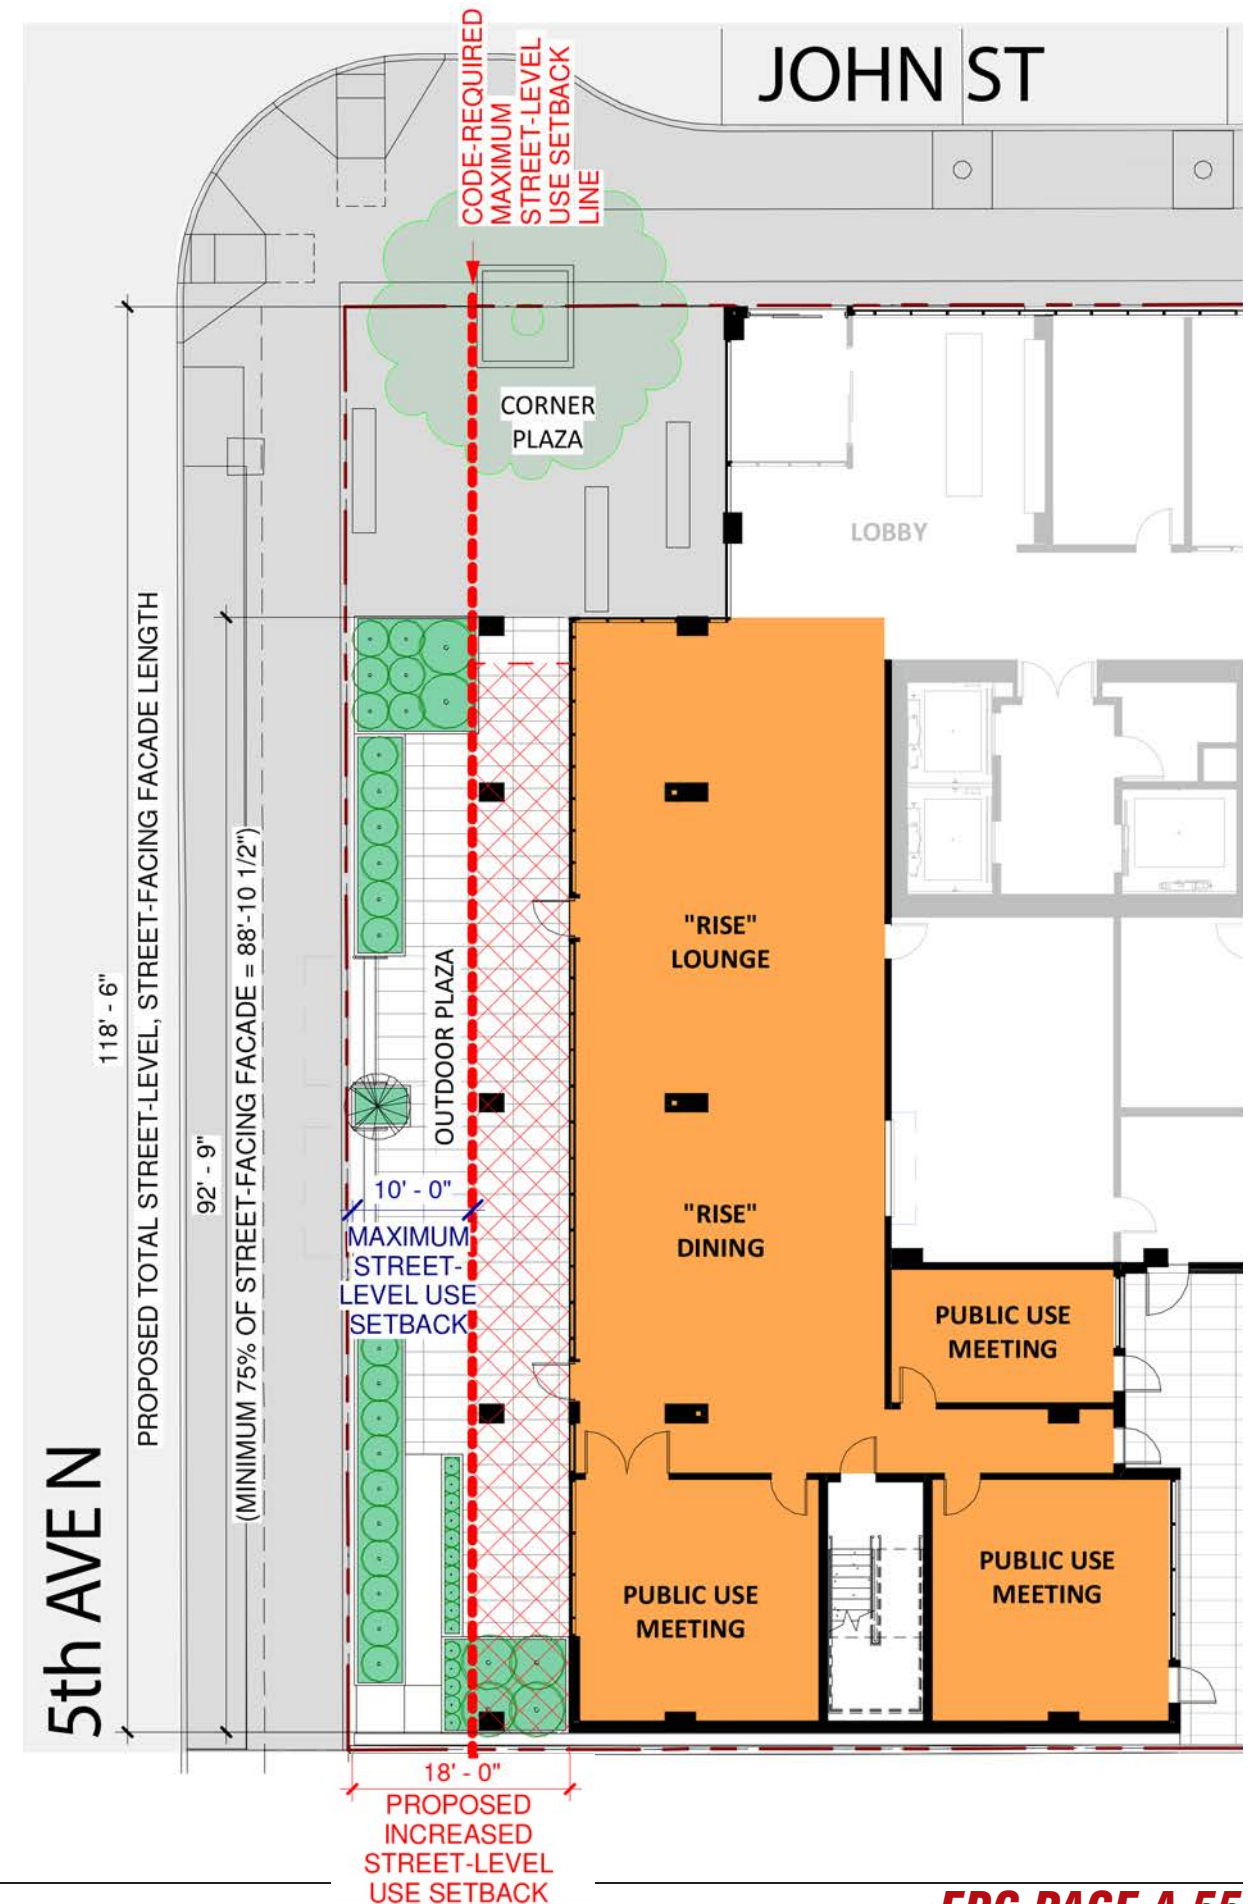 JOHN ST
CODE-REQUIRED
MAXIMUM
STREET-LEVEL
USE SETBACK
LINE
CORNER
PLAZA
LOBBY
118' - 6"
PROPOSED TOTAL STREET-LEVEL, STREET-FACING FACADE LENGTH
92' - 9"
(MINIMUM 75% OF STREET-FACING FACADE = 88'-10 1/2")
OUTDOOR PLAZA
"RISE"
LOUNGE
10' - 0"
MAXIMUM
STREET-
LEVEL USE
SETBACK
"RISE"
DINING
PUBLIC USE
MEETING
5th AVE N
PUBLIC USE
MEETING
PUBLIC USE
MEETING
18' - 0"
PROPOSED
INCREASED
STREET-LEVEL
USE SETBACK